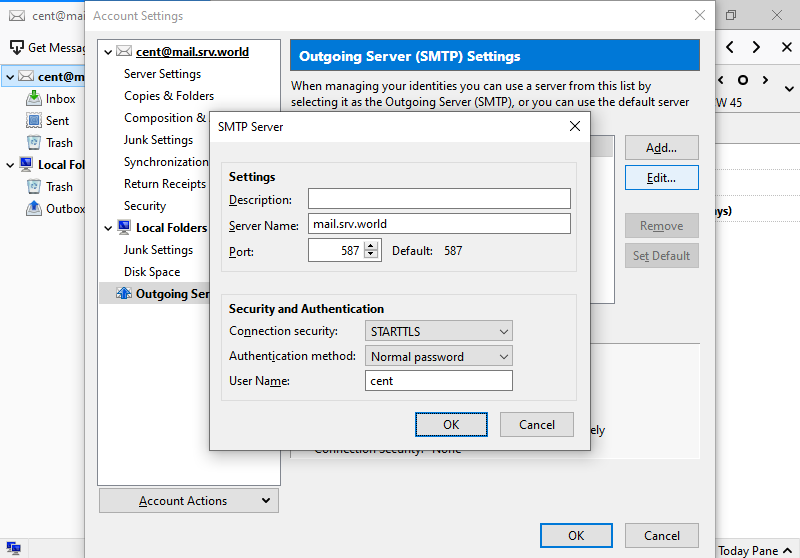 cent@mai
Get Messag
cent@m
Inbox
Sent
Trash
Local Fol
Trash
Outbox
Account Settings
cent@mail.srv.world
Server Settings
Copies & Folders
Composition &
Junk Settings
Synchronization
Return Receipts
Security
Local Folders
Junk Settings
Disk Space
Outgoing Ser
Account Actions
Outgoing Server (SMTP) Settings
When managing your identities you can use a server from this list by
selecting it as the Outgoing Server (SMTP), or you can use the default server
Add...
Edit...
Remove
Set Default
SMTP Server
Settings
Description:
Server Name: mail.srv.world
Port: 587 Default: 587
Security and Authentication
Connection security: STARTTLS
Authentication method: Normal password
User Name: cent
OK Cancel
ely
Connection Security: None
OK Cancel
W 45
ys)
Today Pane